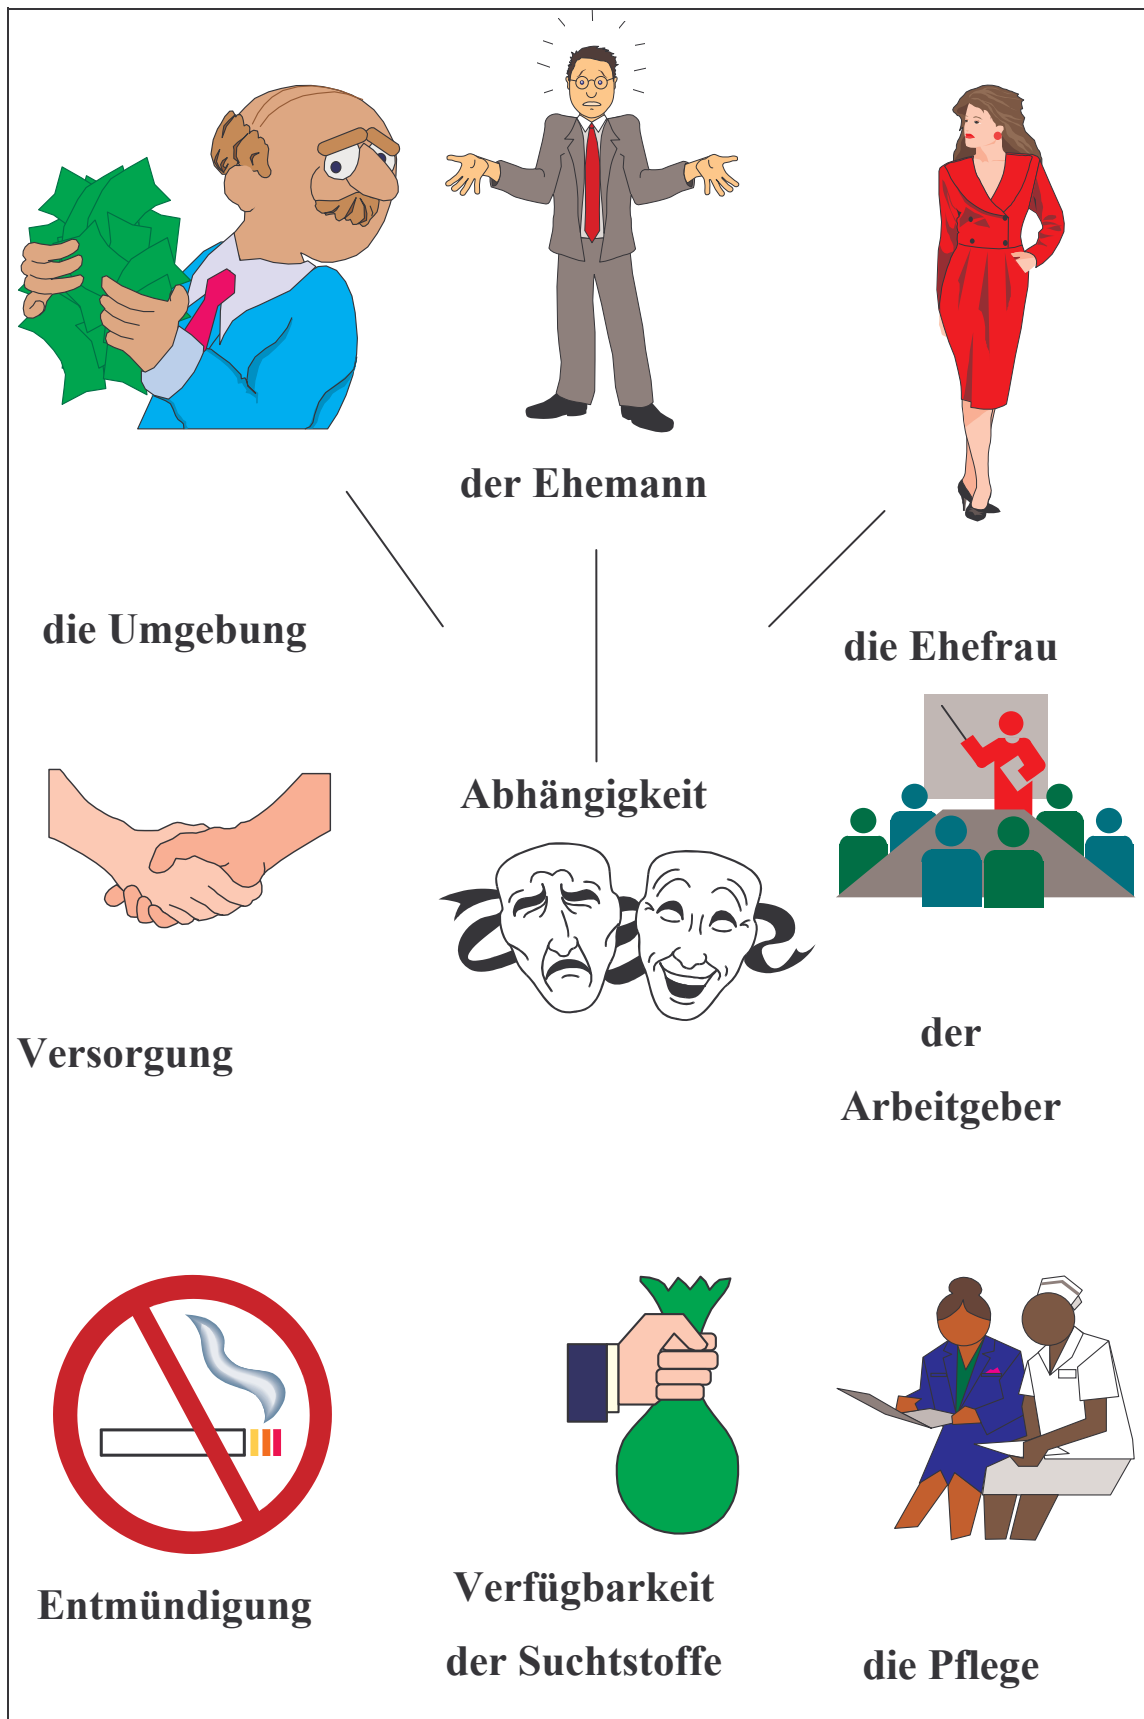 der Ehemann
die Umgebung
die Ehefrau
Abhängigkeit
Versorgung
der
Arbeitgeber
Entmündigung
Verfügbarkeit
der Suchtstoffe
die Pflege